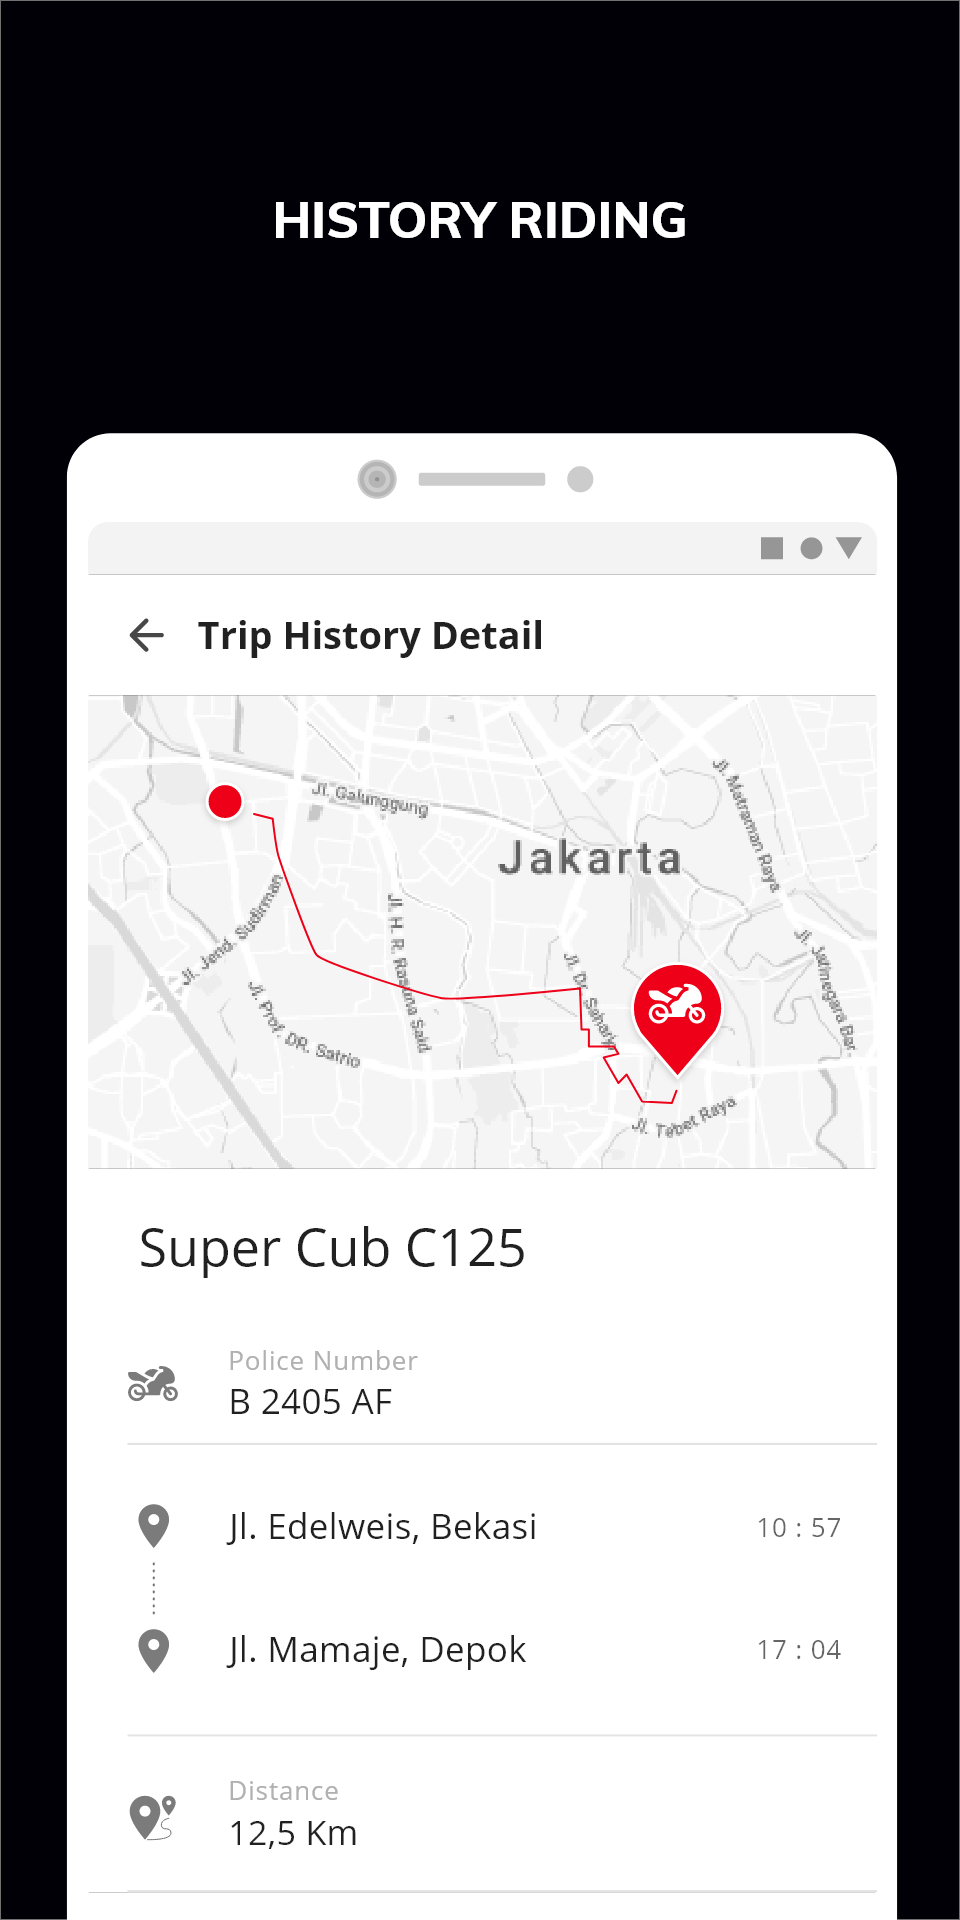 HISTORY RIDING
Trip History Detail
Jl. Galunggung
Jl. Matraman Raya
Jakarta
Jl. Jend. Sudirman
Jl. H. R. Rasuna Said
Jl. Jatinegara Bar.
Jl. Dr. Saharjo
Jl. Prof. DR. Satrio
Jl. Tebet Raya
Super Cub C125
Police Number
B 2405 AF
Jl. Edelweis, Bekasi
10 : 57
Jl. Mamaje, Depok
17 : 04
Distance
12,5 Km